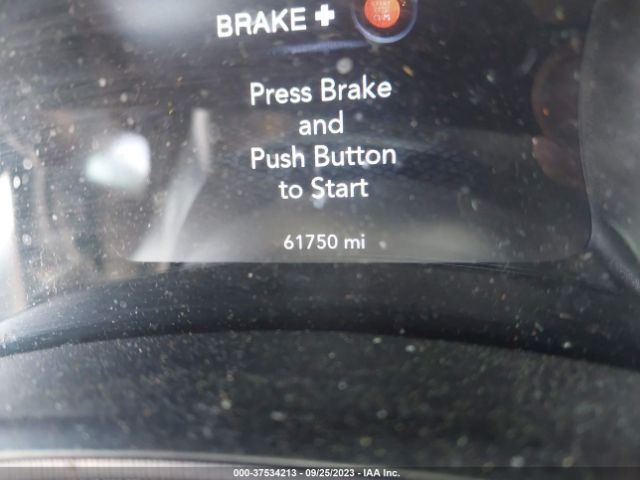 BRAKE +
Press Brake
and
Push Button
to Start
61750 mi
000-37534213 - 09/25/2023 - IAA Inc.